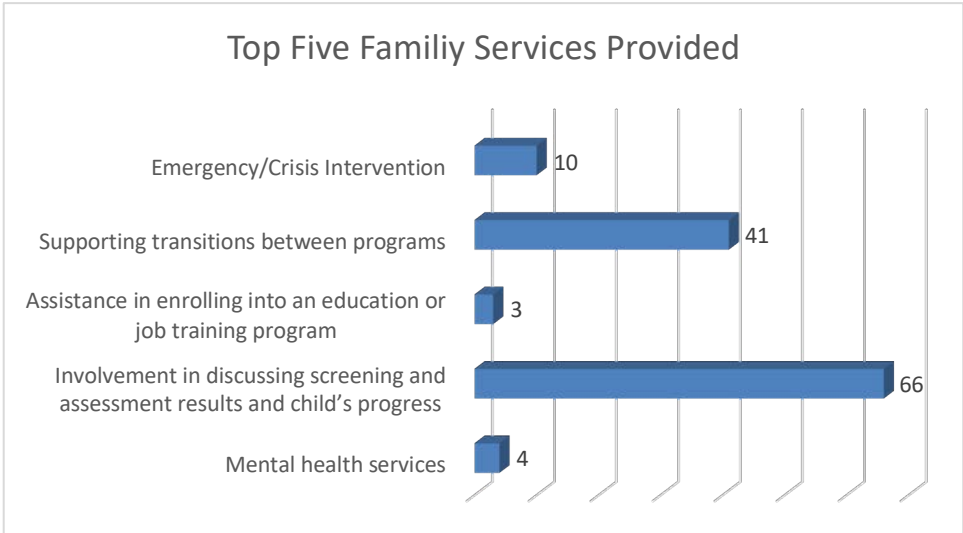 Top Five Familiy Services Provided
Emergency/Crisis Intervention
10
Supporting transitions between programs
41
Assistance in enrolling into an education or
job training program
3
Involvement in discussing screening and
assessment results and child’s progress
66
Mental health services
4